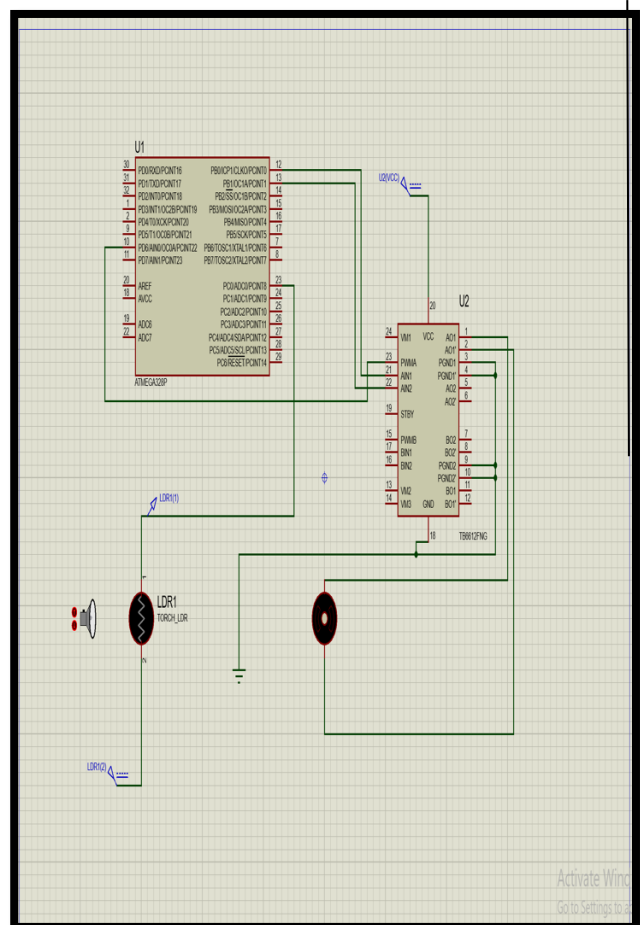 U1
30 PD0/RXD/PCINT16 PB0/ICP1/CLKO/PCINT0 12
31 PD1/TXD/PCINT17 PB1/OC1A/PCINT1 13
32 PD2/INT0/PCINT18 PB2/SS/OC1B/PCINT2 14
1 PD3/INT1/OC2B/PCINT19 PB3/MOSI/OC2A/PCINT3 15
2 PD4/T0/XCK/PCINT20 PB4/MISO/PCINT4 16
9 PD5/T1/OC0B/PCINT21 PB5/SCK/PCINT5 17
10 PD6/AIN0/OC0A/PCINT22 PB6/TOSC1/XTAL1/PCINT6 7
11 PD7/AIN1/PCINT23 PB7/TOSC2/XTAL2/PCINT7 8
20 AREF PC0/ADC0/PCINT8 23
18 AVCC PC1/ADC1/PCINT9 24
PC2/ADC2/PCINT10 25
19 ADC6 PC3/ADC3/PCINT11 26
22 ADC7 PC4/ADC4/SDA/PCINT12 27
PC5/ADC5/SCL/PCINT13 28
PC6/RESET/PCINT14 29
ATMEGA328P
U2(VCC)
20
U2
24 VM1 VCC AO1 1
AO1' 2
23 PWMA PGND1 3
21 AIN1 PGND1' 4
22 AIN2 AO2 5
AO2' 6
19 STBY
15 PWMB BO2 7
17 BIN1 BO2' 8
16 BIN2 PGND2 9
PGND2' 10
13 VM2 BO1 11
14 VM3 GND BO1' 12
18
TB6612FNG
LDR1(1)
1
LDR1
TORCH_LDR
2
LDR1(2)
Activate Wind
Go to Settings to a